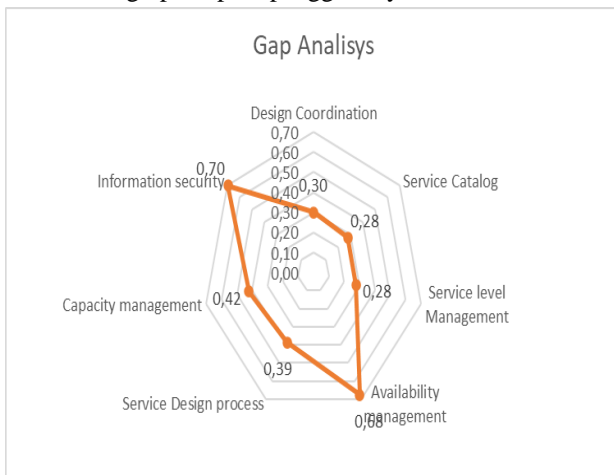 Gap Analisys
Design Coordination
0,70
0,60
0,50
0,40
0,30
0,20
0,10
0,00
0,30
Service Catalog
0,28
Service level
Management
0,28
Availability
management
0,68
Service Design process
0,39
Capacity management
0,42
Information security
0,70